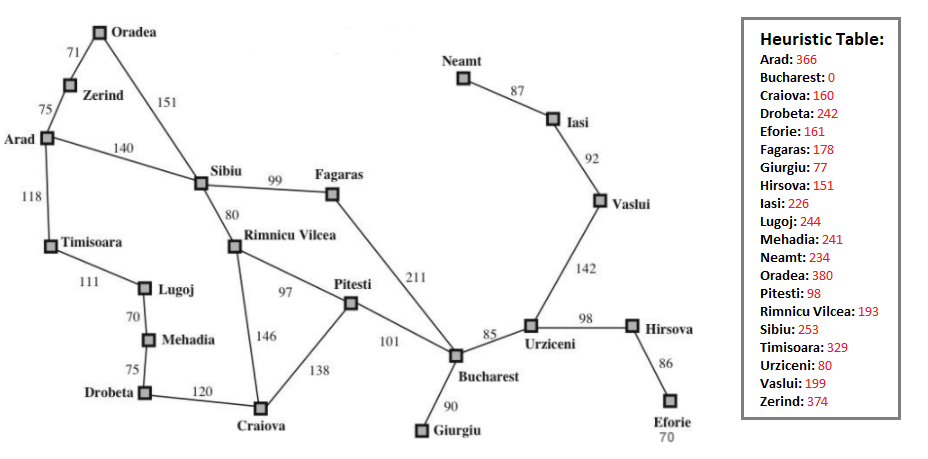 Oradea
71
Zerind
75
151
Arad
140
Sibiu
99
Fagaras
118
80
Rimnicu Vilcea
Timisoara
111
Lugoj
97
Pitesti
211
70
Mehadia
146
101
75
138
Drobeta
120
Craiova
Bucharest
90
Giurgiu
85
Neamt
87
Iasi
92
Vaslui
142
98
Urziceni
Hirsova
86
Eforie
70
Heuristic Table:
Arad: 366
Bucharest: 0
Craiova: 160
Drobeta: 242
Eforie: 161
Fagaras: 178
Giurgiu: 77
Hirsova: 151
Iasi: 226
Lugoj: 244
Mehadia: 241
Neamt: 234
Oradea: 380
Pitesti: 98
Rimnicu Vilcea: 193
Sibiu: 253
Timisoara: 329
Urziceni: 80
Vaslui: 199
Zerind: 374